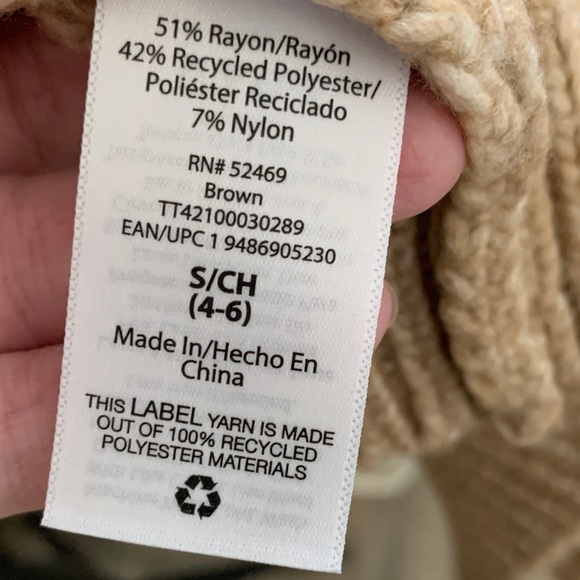 51% Rayon/Rayón
42% Recycled Polyester/
Poliéster Reciclado
7% Nylon
RN# 52469
Brown
TT42100030289
EAN/UPC 1 9486905230
S/CH
(4-6)
Made In/Hecho En
China
THIS LABEL YARN IS MADE
OUT OF 100% RECYCLED
POLYESTER MATERIALS